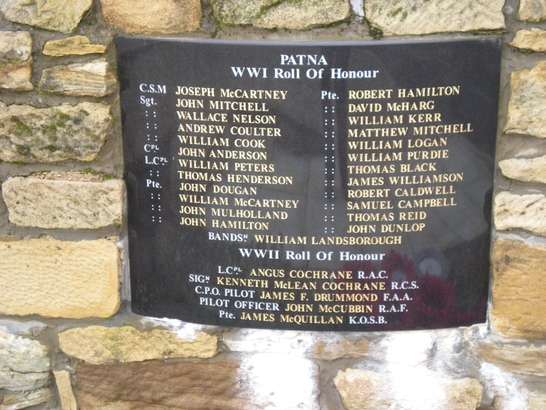 PATNA
WWI Roll Of Honour
C.S.M JOSEPH McCARTNEY Pte. ROBERT HAMILTON
Sgt. JOHN MITCHELL : : DAVID McHARG
: : WALLACE NELSON : : WILLIAM KERR
: : ANDREW COULTER : : MATTHEW MITCHELL
: : WILLIAM COOK : : WILLIAM LOGAN
CPL JOHN ANDERSON : : WILLIAM PURDIE
L.CPL WILLIAM PETERS : : THOMAS BLACK
: : THOMAS HENDERSON : : JAMES WILLIAMSON
Pte. JOHN DOUGAN : : ROBERT CALDWELL
: : WILLIAM McCARTNEY : : SAMUEL CAMPBELL
: : JOHN MULHOLLAND : : THOMAS REID
: : JOHN HAMILTON : : JOHN DUNLOP
BANDSN WILLIAM LANDSBOROUGH
WWII Roll Of Honour
L.CPL ANGUS COCHRANE R.A.C.
SIGN KENNETH McLEAN COCHRANE R.C.S.
C.P.O. PILOT JAMES F. DRUMMOND F.A.A.
PILOT OFFICER JOHN McCUBBIN R.A.F.
Pte. JAMES McQUILLAN K.O.S.B.